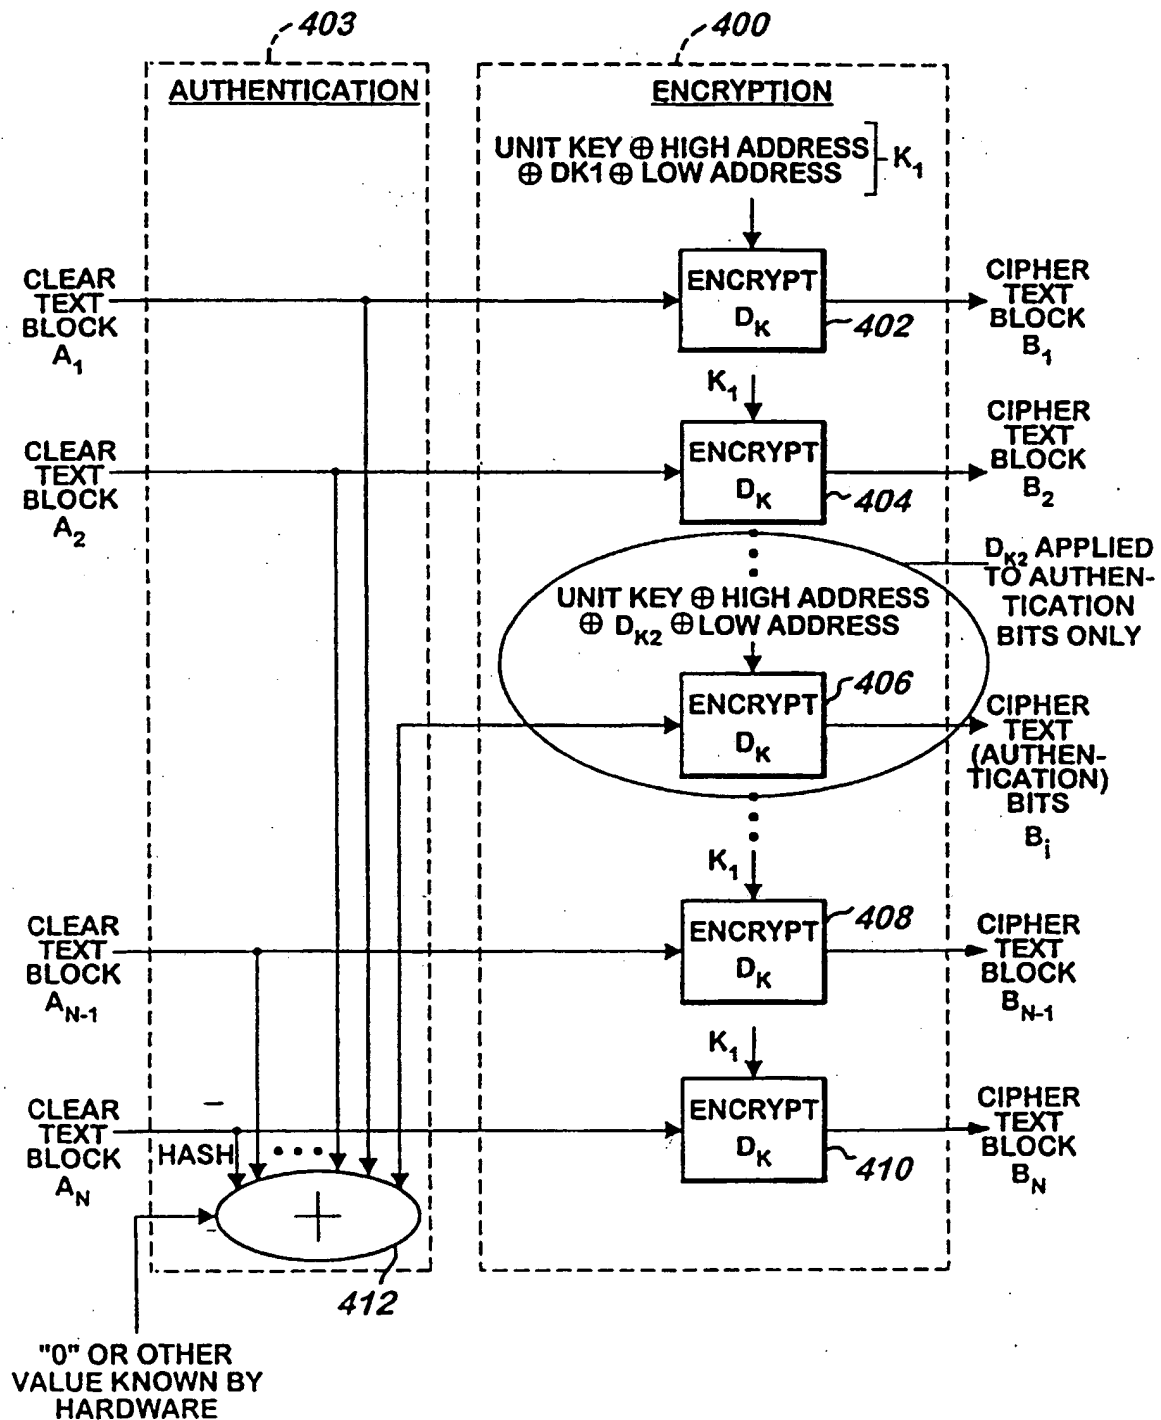 403
400
AUTHENTICATION
ENCRYPTION
UNIT KEY ⊕ HIGH ADDRESS
⊕ DK1 ⊕ LOW ADDRESS
K1
CLEAR
TEXT
BLOCK
A1
ENCRYPT
DK
402
CIPHER
TEXT
BLOCK
B1
K1
CLEAR
TEXT
BLOCK
A2
ENCRYPT
DK
404
CIPHER
TEXT
BLOCK
B2
DK2 APPLIED
TO AUTHEN-
TICATION
BITS ONLY
UNIT KEY ⊕ HIGH ADDRESS
⊕ DK2 ⊕ LOW ADDRESS
ENCRYPT
DK
406
CIPHER
TEXT
(AUTHEN-
TICATION)
BITS
Bi
K1
CLEAR
TEXT
BLOCK
AN-1
ENCRYPT
DK
408
CIPHER
TEXT
BLOCK
BN-1
K1
CLEAR
TEXT
BLOCK
AN
HASH
ENCRYPT
DK
410
CIPHER
TEXT
BLOCK
BN
412
"0" OR OTHER
VALUE KNOWN BY
HARDWARE